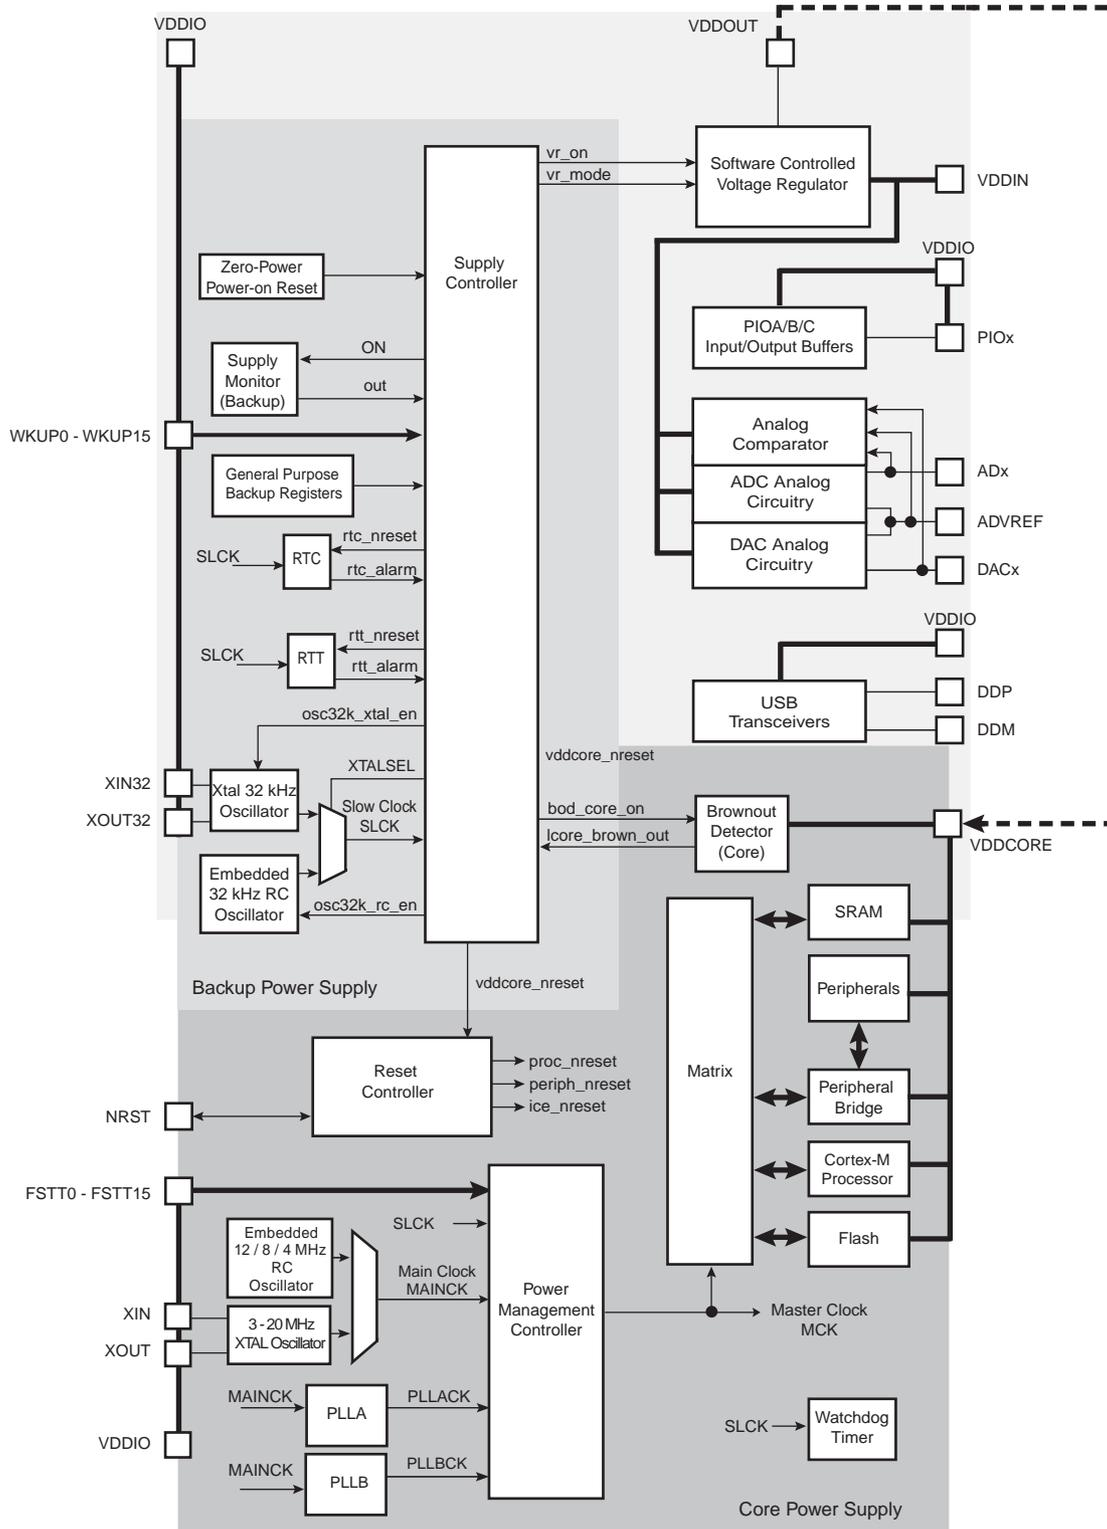 VDDIO
VDDOUT
vr_on
vr_mode
Software Controlled
Voltage Regulator
VDDIN
Supply
Controller
Zero-Power
Power-on Reset
VDDIO
PIOA/B/C
Input/Output Buffers
PIOx
Supply
Monitor
(Backup)
ON
out
WKUP0 - WKUP15
Analog
Comparator
ADC Analog
Circuitry
DAC Analog
Circuitry
ADx
ADVREF
DACx
General Purpose
Backup Registers
SLCK
RTC
rtc_nreset
rtc_alarm
SLCK
RTT
rtt_nreset
rtt_alarm
VDDIO
USB
Transceivers
DDP
DDM
osc32k_xtal_en
XTALSEL
vddcore_nreset
XIN32
XOUT32
Xtal 32 kHz
Oscillator
Slow Clock
SLCK
Embedded
32 kHz RC
Oscillator
osc32k_rc_en
bod_core_on
lcore_brown_out
Brownout
Detector
(Core)
VDDCORE
SRAM
Backup Power Supply
vddcore_nreset
Peripherals
Reset
Controller
proc_nreset
periph_nreset
ice_nreset
NRST
Matrix
Peripheral
Bridge
Cortex-M
Processor
Flash
FSTT0 - FSTT15
SLCK
Embedded
12 / 8 / 4 MHz
RC
Oscillator
Main Clock
MAINCK
Power
Management
Controller
XIN
XOUT
3 - 20 MHz
XTAL Oscillator
Master Clock
MCK
MAINCK
PLLA
PLLACK
VDDIO
MAINCK
PLLB
PLLBCK
SLCK
Watchdog
Timer
Core Power Supply